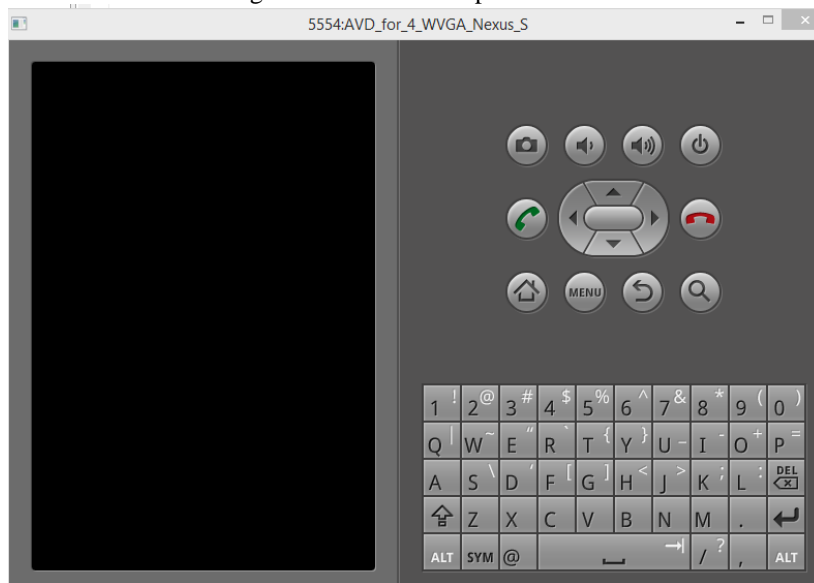 5554:AVD_for_4_WVGA_Nexus_S
MENU
1 ! 2 @ 3 # 4 $ 5 % 6 ^ 7 & 8 * 9 ( 0 )
Q | W ~ E " R ` T { Y } U _ I - O + P =
A S \ D ' F [ G ] H < J > K ; L : DEL
Z X C V B N M .
ALT SYM @ / ? , ALT